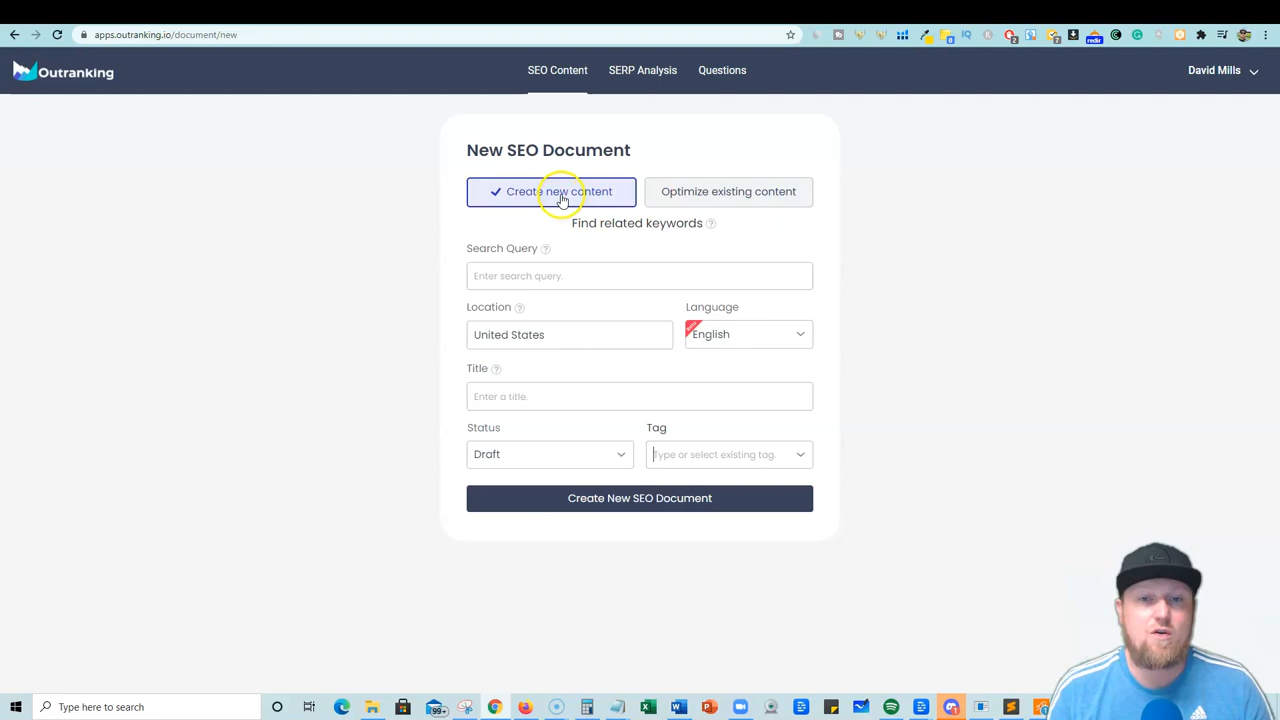 apps.outranking.io/document/new
Outranking
SEO Content
SERP Analysis
Questions
David Mills
New SEO Document
Create new content
Optimize existing content
Find related keywords ?
Search Query ?
Enter search query.
Location ?
Language
United States
English
Title ?
Enter a title.
Status
Tag
Draft
Type or select existing tag.
Create New SEO Document
Type here to search
99+